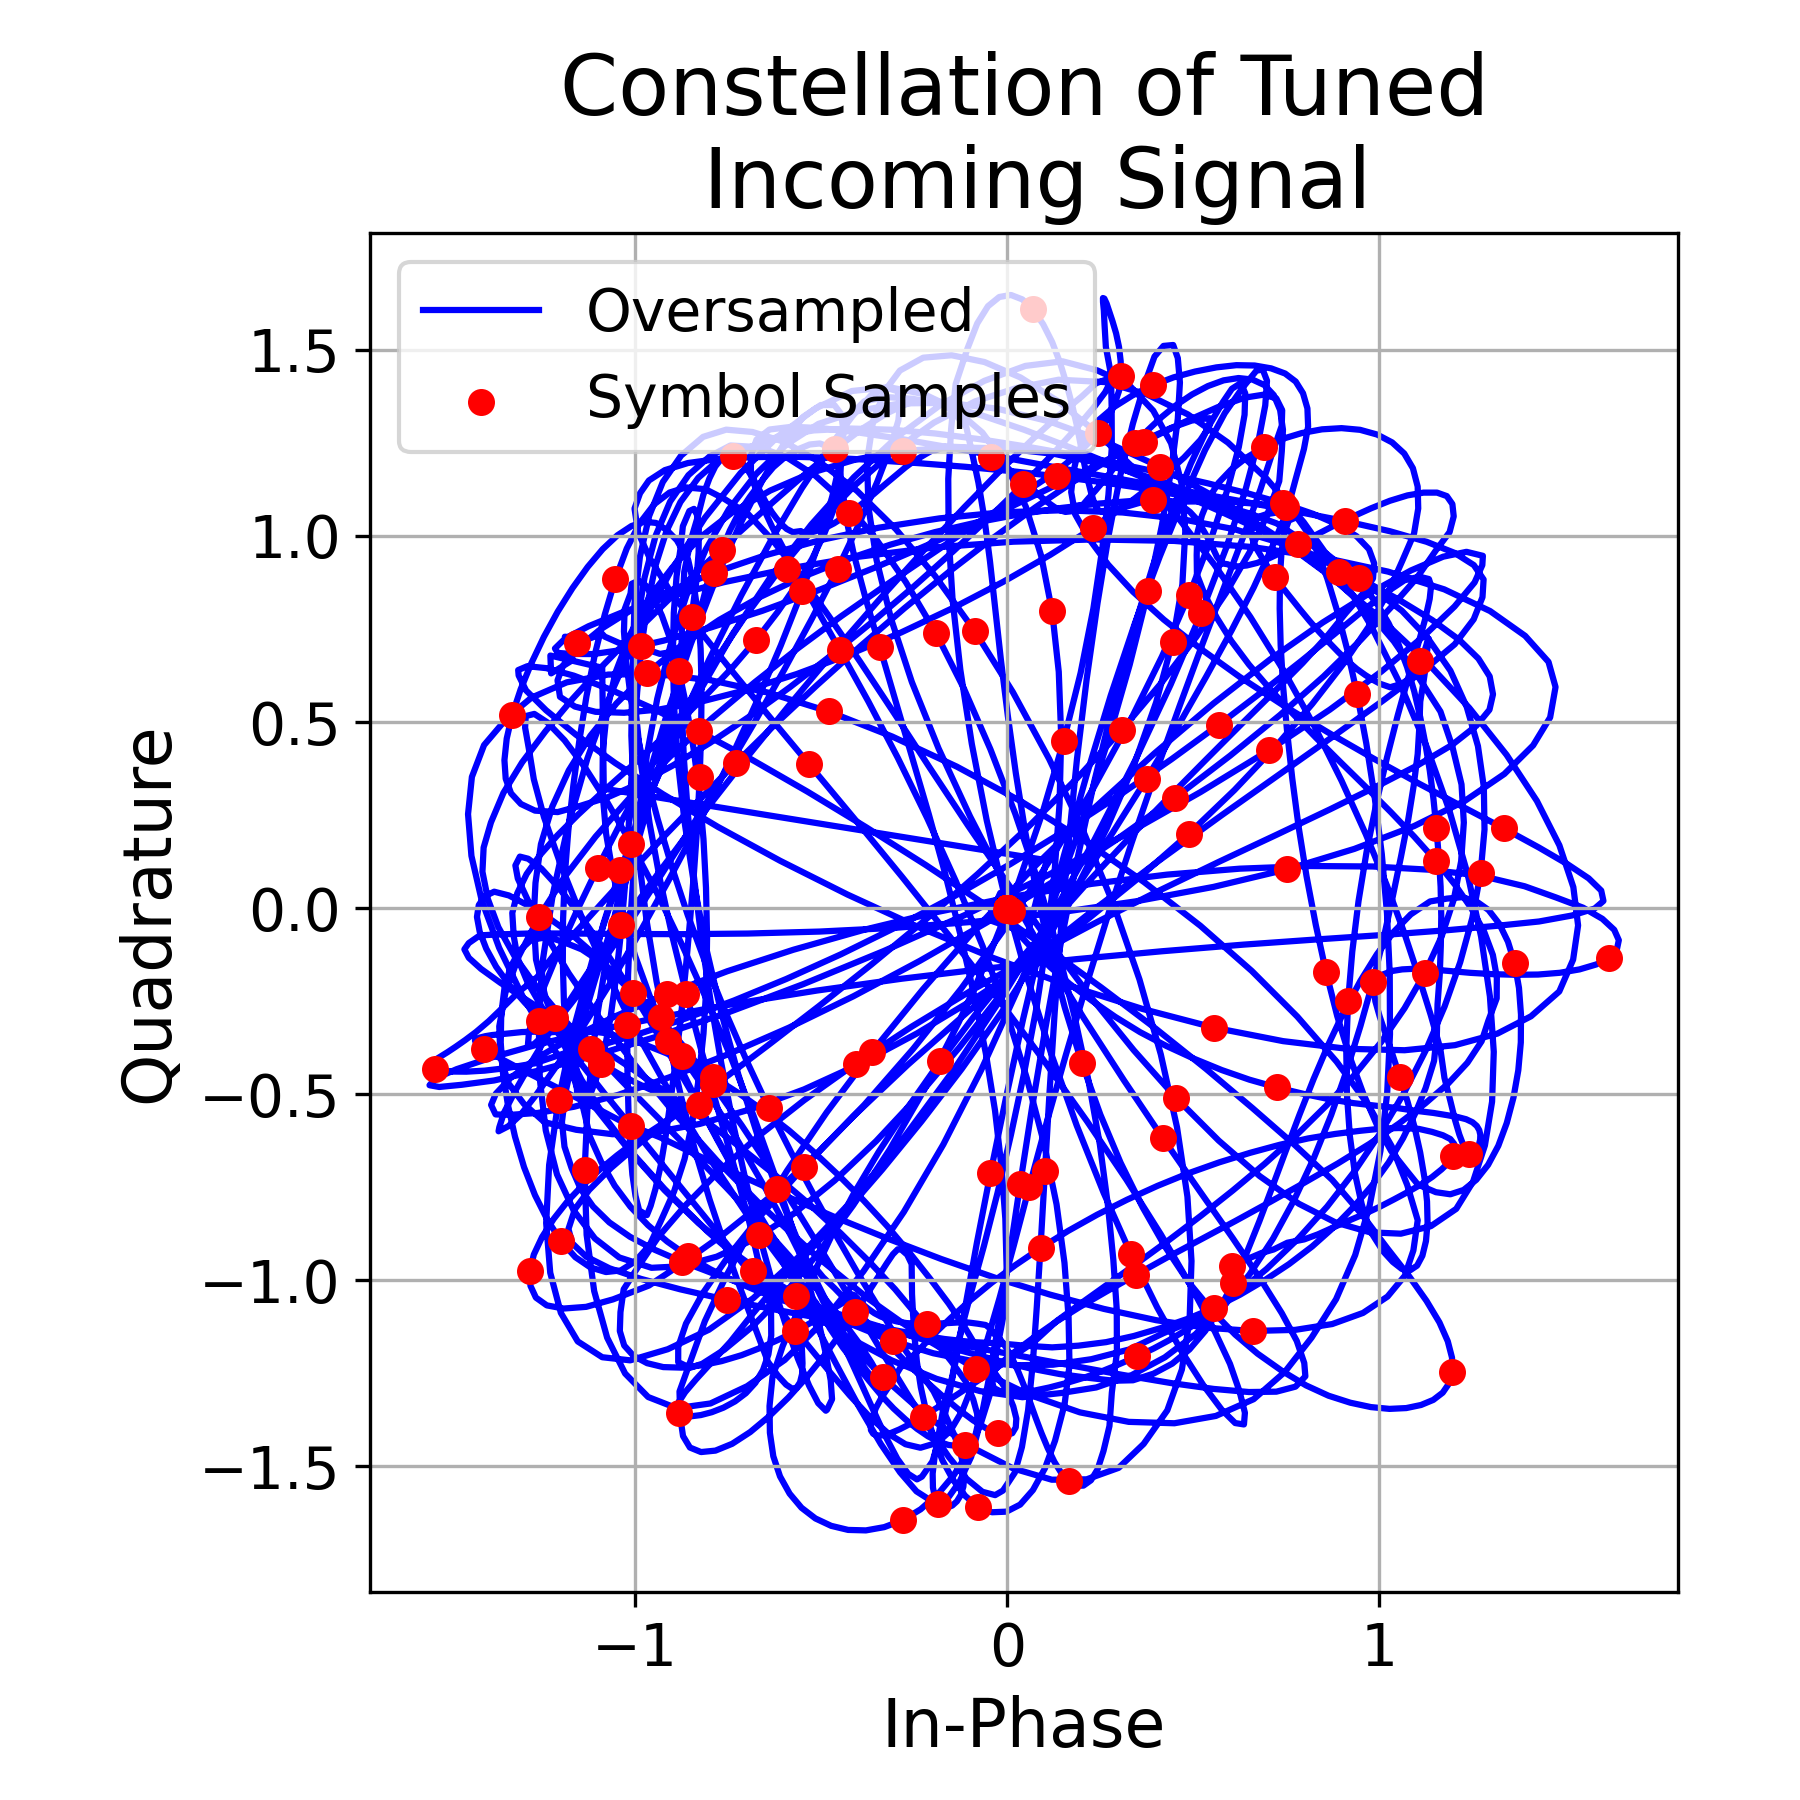 Constellation of Tuned
Incoming Signal
Oversampled
Symbol Samples
1.5
1.0
0.5
0.0
−0.5
−1.0
−1.5
Quadrature
−1 0 1
In-Phase